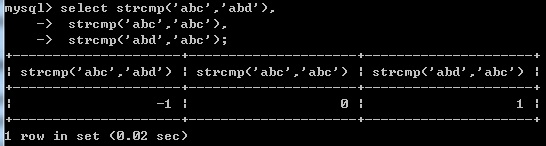 mysql> select strcmp('abc','abd'),
    -> strcmp('abc','abc'),
    -> strcmp('abd','abc');
+---------------------+---------------------+---------------------+
| strcmp('abc','abd') | strcmp('abc','abc') | strcmp('abd','abc') |
+---------------------+---------------------+---------------------+
|                  -1 |                   0 |                   1 |
+---------------------+---------------------+---------------------+
1 row in set (0.02 sec)